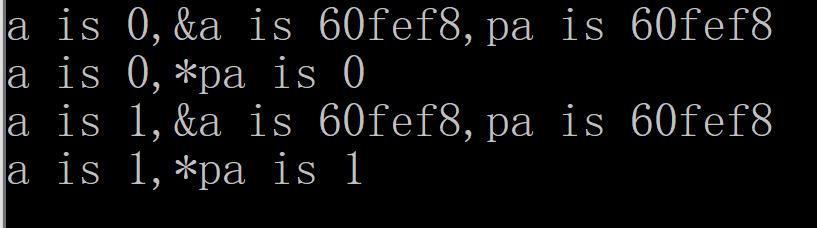 a is 0,&a is 60fef8,pa is 60fef8
a is 0,*pa is 0
a is 1,&a is 60fef8,pa is 60fef8
a is 1,*pa is 1